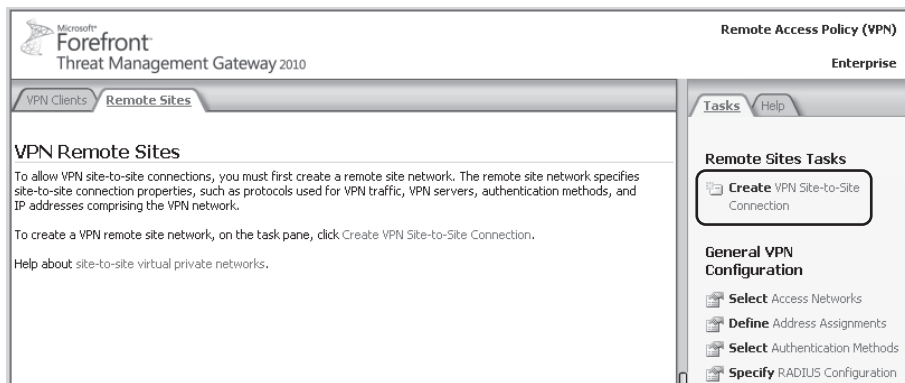 Microsoft®
Forefront™
Threat Management Gateway 2010
Remote Access Policy (VPN)
Enterprise
VPN Clients
Remote Sites
VPN Remote Sites
To allow VPN site-to-site connections, you must first create a remote site network. The remote site network specifies
site-to-site connection properties, such as protocols used for VPN traffic, VPN servers, authentication methods, and
IP addresses comprising the VPN network.
To create a VPN remote site network, on the task pane, click Create VPN Site-to-Site Connection.
Help about site-to-site virtual private networks.
Tasks
Help
Remote Sites Tasks
Create VPN Site-to-Site
Connection
General VPN
Configuration
Select Access Networks
Define Address Assignments
Select Authentication Methods
Specify RADIUS Configuration